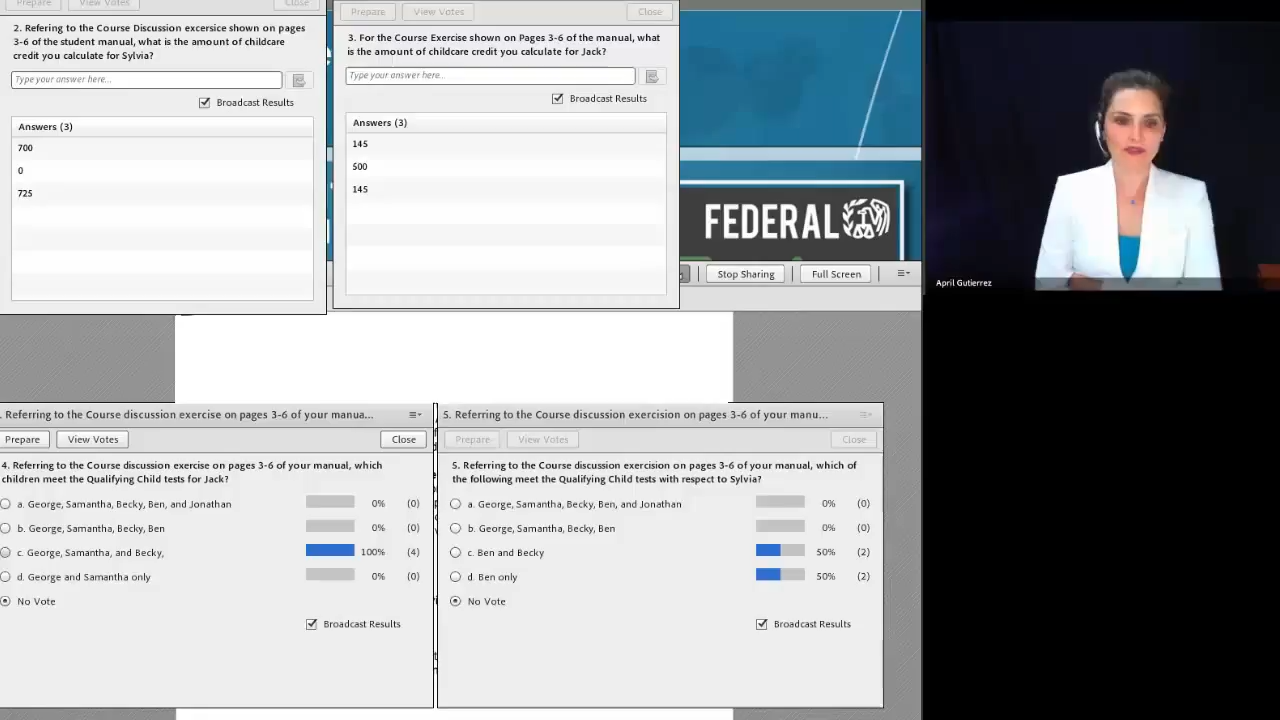 Prepare View Votes Close
2. Referring to the Course Discussion excersice shown on pages
3-6 of the student manual, what is the amount of childcare
credit you calculate for Sylvia?
Type your answer here...
Broadcast Results
Answers (3)
700
0
725
Prepare View Votes Close
3. For the Course Exercise shown on Pages 3-6 of the manual, what
is the amount of childcare credit you calculate for Jack?
Type your answer here...
Broadcast Results
Answers (3)
145
500
145
FEDERAL
Stop Sharing Full Screen
April Gutierrez
. Referring to the Course discussion exercise on pages 3-6 of your manua...
Prepare View Votes Close
4. Referring to the Course discussion exercise on pages 3-6 of your manual, which
children meet the Qualifying Child tests for Jack?
a. George, Samantha, Becky, Ben, and Jonathan 0% (0)
b. George, Samantha, Becky, Ben 0% (0)
c. George, Samantha, and Becky, 100% (4)
d. George and Samantha only 0% (0)
No Vote
Broadcast Results
5. Referring to the Course discussion exercision on pages 3-6 of your manu...
Prepare View Votes Close
5. Referring to the Course discussion exercision on pages 3-6 of your manual, which of
the following meet the Qualifying Child tests with respect to Sylvia?
a. George, Samantha, Becky, Ben, and Jonathan 0% (0)
b. George, Samantha, Becky, Ben 0% (0)
c. Ben and Becky 50% (2)
d. Ben only 50% (2)
No Vote
Broadcast Results